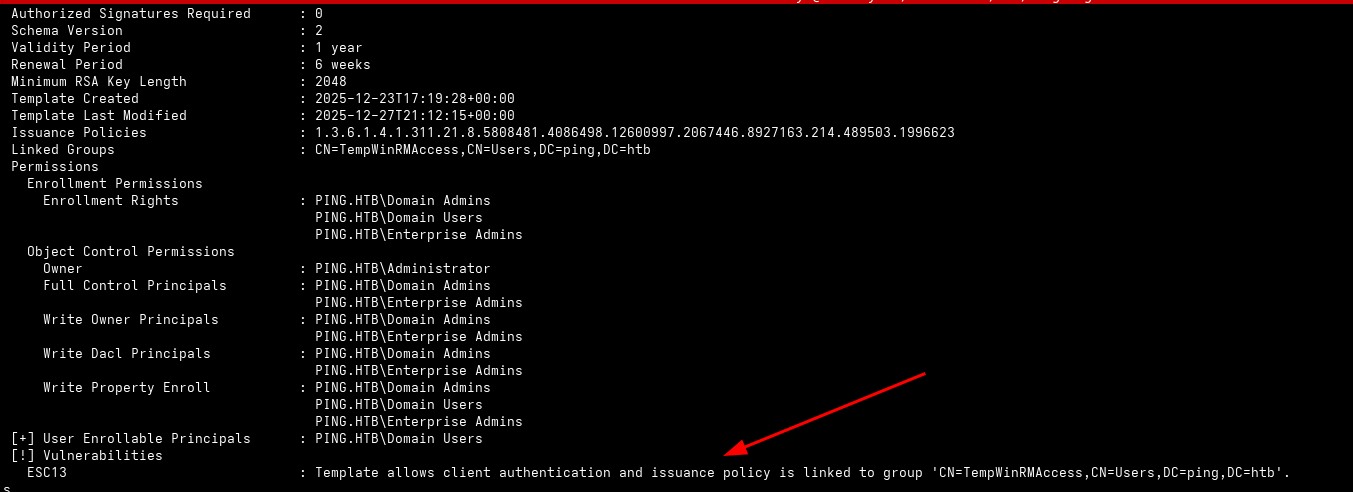 Authorized Signatures Required : 0
Schema Version : 2
Validity Period : 1 year
Renewal Period : 6 weeks
Minimum RSA Key Length : 2048
Template Created : 2025-12-23T17:19:28+00:00
Template Last Modified : 2025-12-27T21:12:15+00:00
Issuance Policies : 1.3.6.1.4.1.311.21.8.5808481.4086498.12600997.2067446.8927163.214.489503.1996623
Linked Groups : CN=TempWinRMAccess,CN=Users,DC=ping,DC=htb
Permissions
Enrollment Permissions
Enrollment Rights : PING.HTB\Domain Admins
PING.HTB\Domain Users
PING.HTB\Enterprise Admins
Object Control Permissions
Owner : PING.HTB\Administrator
Full Control Principals : PING.HTB\Domain Admins
PING.HTB\Enterprise Admins
Write Owner Principals : PING.HTB\Domain Admins
PING.HTB\Enterprise Admins
Write Dacl Principals : PING.HTB\Domain Admins
PING.HTB\Enterprise Admins
Write Property Enroll : PING.HTB\Domain Admins
PING.HTB\Domain Users
PING.HTB\Enterprise Admins
[+] User Enrollable Principals : PING.HTB\Domain Users
[!] Vulnerabilities
ESC13 : Template allows client authentication and issuance policy is linked to group 'CN=TempWinRMAccess,CN=Users,DC=ping,DC=htb'.
s